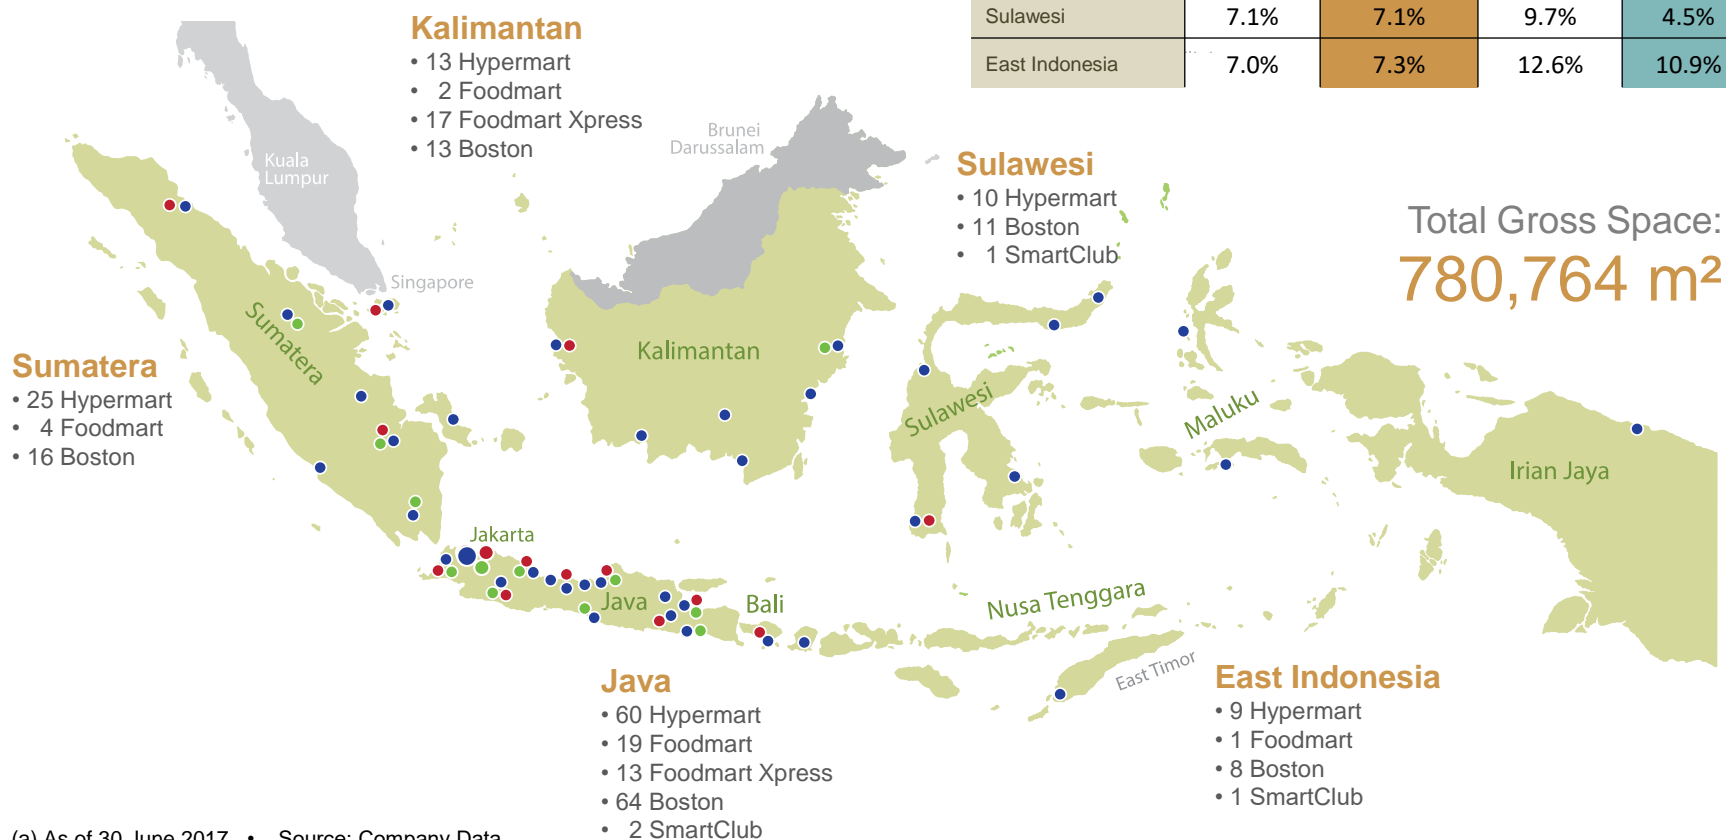 Sulawesi 7.1% 7.1% 9.7% 4.5%
East Indonesia 7.0% 7.3% 12.6% 10.9%
Kalimantan
• 13 Hypermart
• 2 Foodmart
• 17 Foodmart Xpress
• 13 Boston
Brunei
Darussalam
Kuala
Lumpur
Sulawesi
• 10 Hypermart
• 11 Boston
• 1 SmartClub
Total Gross Space:
780,764 m²
Singapore
Sumatera
Kalimantan
Sumatera
• 25 Hypermart
• 4 Foodmart
• 16 Boston
Sulawesi
Maluku
Irian Jaya
Jakarta
Java
Bali
Nusa Tenggara
East Timor
Java
• 60 Hypermart
• 19 Foodmart
• 13 Foodmart Xpress
• 64 Boston
• 2 SmartClub
East Indonesia
• 9 Hypermart
• 1 Foodmart
• 8 Boston
• 1 SmartClub
(a) As of 30 June 2017 • Source: Company Data